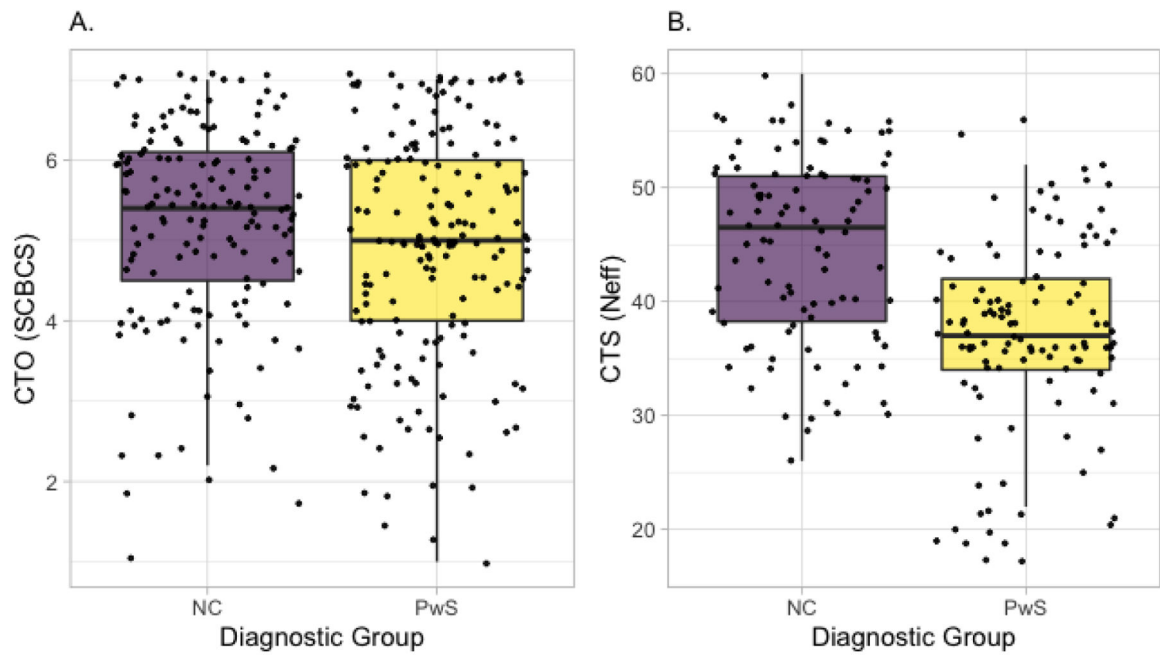 A.
CTO (SCBCS)
6
4
2
NC PwS
Diagnostic Group
B.
CTS (Neff)
60
50
40
30
20
NC PwS
Diagnostic Group